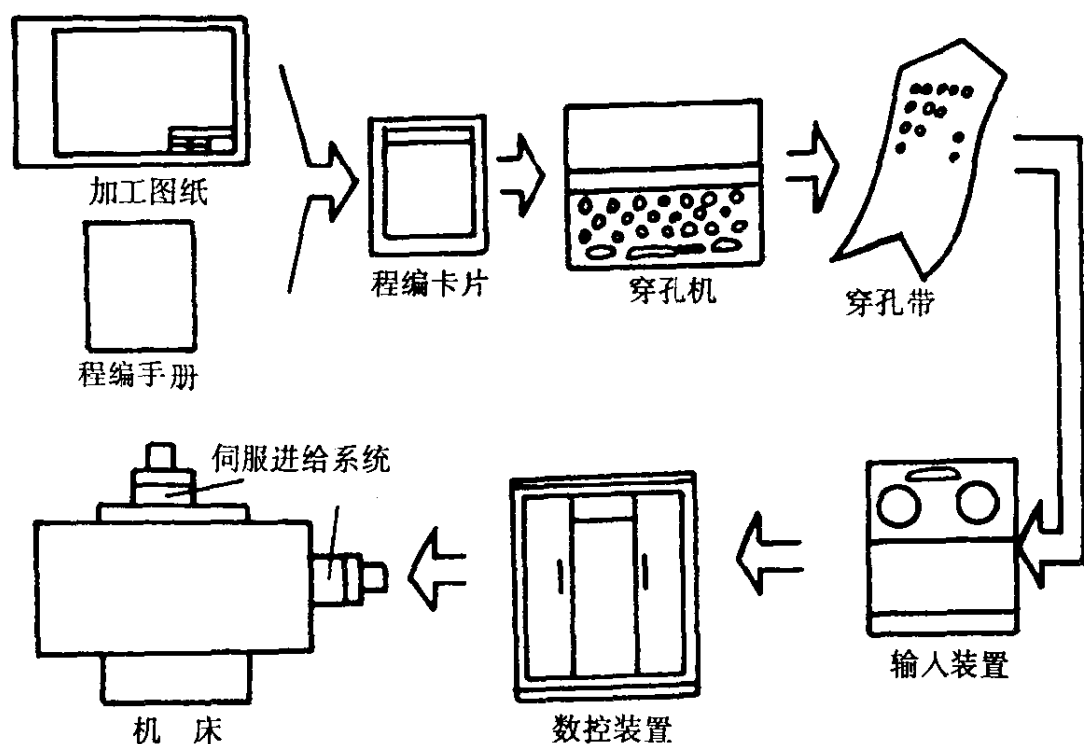 加工图纸
程编手册
程编卡片
穿孔机
穿孔带
伺服进给系统
机 床
数控装置
输人装置